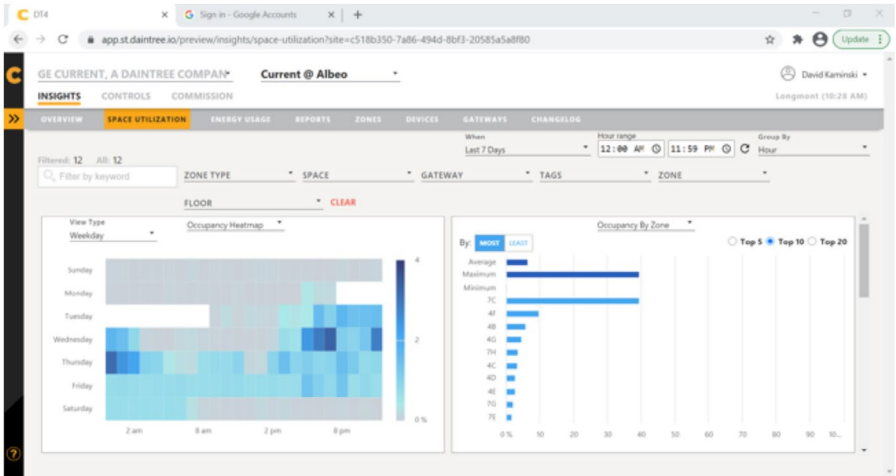 DT4
Sign in - Google Accounts
app.st.daintree.io/preview/insights/space-utilization?site=c518b350-7a86-494d-8bf3-20585a5a8f80
Update
GE CURRENT, A DAINTREE COMPAN
Current @ Albeo
David Kaminski
INSIGHTS CONTROLS COMMISSION
Longmont (10:28 AM)
OVERVIEW SPACE UTILIZATION ENERGY USAGE REPORTS ZONES DEVICES GATEWAYS CHANGELOG
When
Last 7 Days
Hour range
12:00 AM 11:59 PM
Group By
Hour
Filtered: 12 All: 12
Filter by keyword
ZONE TYPE SPACE GATEWAY TAGS ZONE
FLOOR CLEAR
View Type
Weekday
Occupancy Heatmap
Sunday
Monday
Tuesday
Wednesday
Thursday
Friday
Saturday
2 am 8 am 2 pm 8 pm
4
2
0 %
Occupancy By Zone
By: MOST LEAST
Top 5 Top 10 Top 20
Average
Maximum
Minimum
7C
4F
4B
4G
7H
4C
4D
4E
7G
7E
0 % 10 20 30 40 50 60 70 80 90 10...